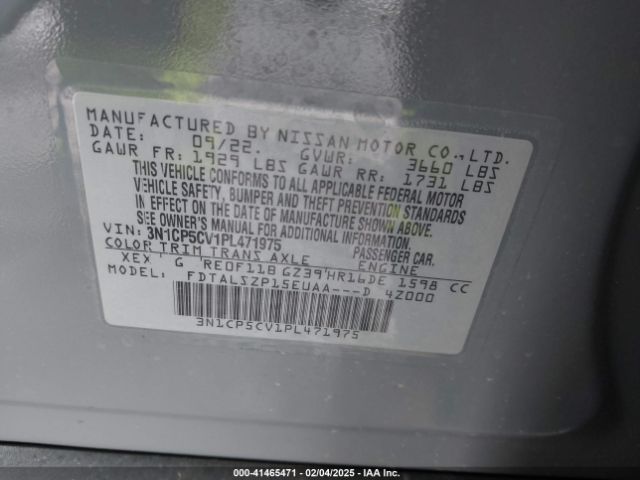 MANUFACTURED BY NISSAN MOTOR CO., LTD.
DATE: 09/22. GVWR: 3660 LBS
GAWR FR: 1929 LBS GAWR RR: 1731 LBS
THIS VEHICLE CONFORMS TO ALL APPLICABLE FEDERAL MOTOR
VEHICLE SAFETY, BUMPER AND THEFT PREVENTION STANDARDS
IN EFFECT ON THE DATE OF MANUFACTURE SHOWN ABOVE.
SEE OWNER'S MANUAL FOR ADDITIONAL INFORMATION.
VIN: 3N1CP5CV1PL471975 PASSENGER CAR.
COLOR TRIM TRANS AXLE ENGINE
XEX' G RE0F11B GZ39 HR16DE 1598 CC
MODEL: FDTALSZP15EUAA---D 4Z000
3N1CP5CV1PL471975
000-41465471 - 02/04/2025 - IAA Inc.